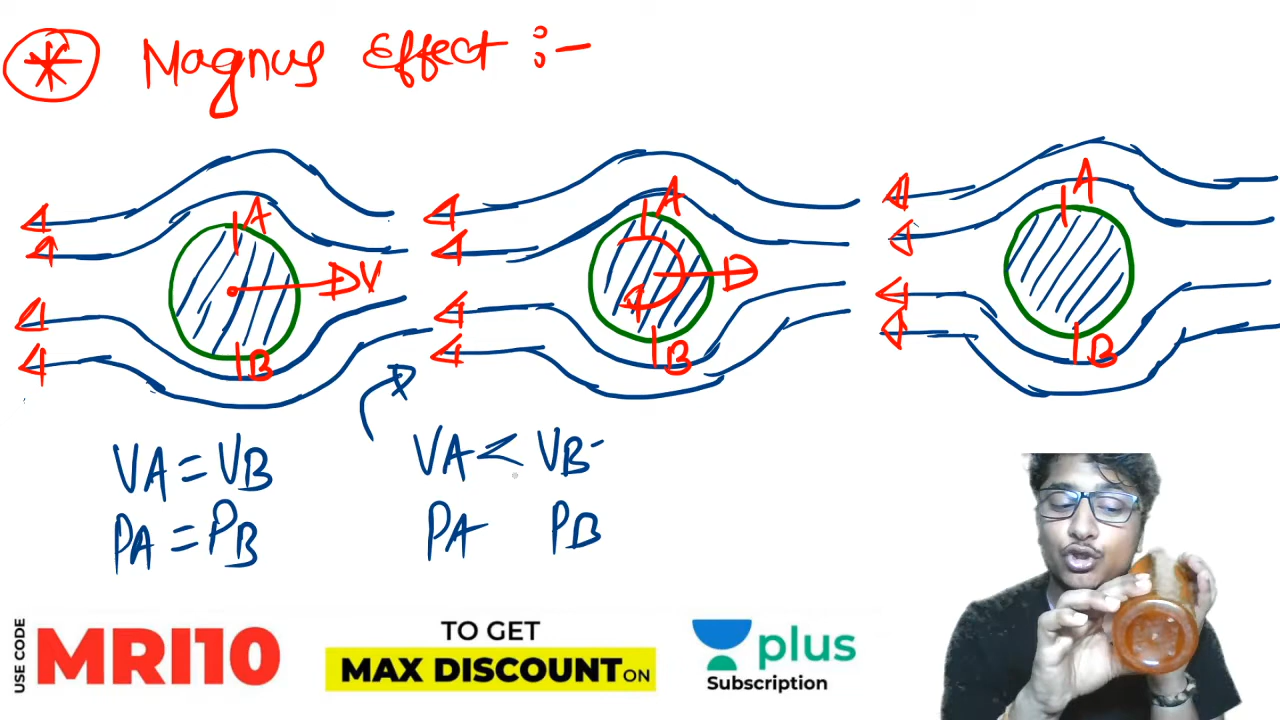 * Magnus Effect :-
A
V
B
A
B
A
B
VA = VB
PA = PB
VA < VB
PA PB
USE CODE
MRI10
TO GET
MAX DISCOUNT ON
plus
Subscription